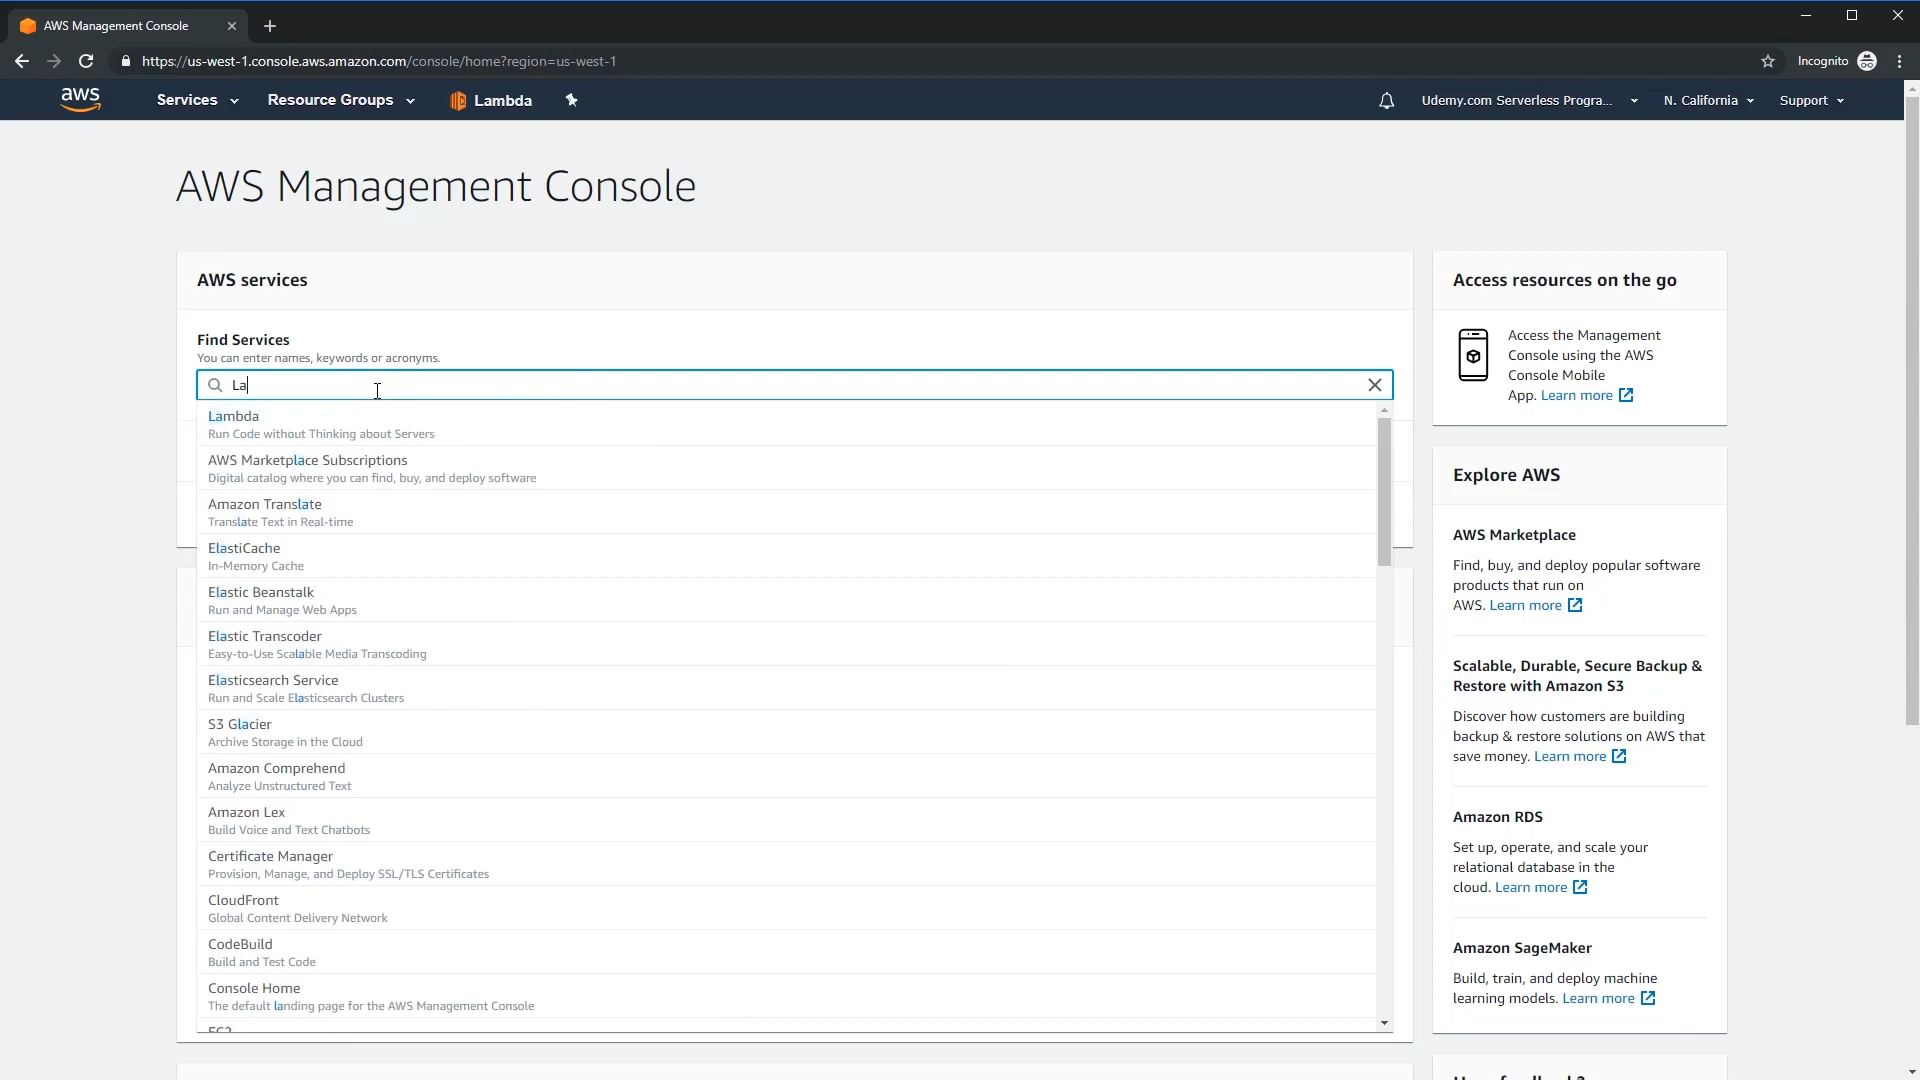 AWS Management Console
https://us-west-1.console.aws.amazon.com/console/home?region=us-west-1
Incognito
aws
Services
Resource Groups
Lambda
Udemy.com Serverless Progra...
N. California
Support
AWS Management Console
AWS services
Find Services
You can enter names, keywords or acronyms.
La
Lambda
Run Code without Thinking about Servers
AWS Marketplace Subscriptions
Digital catalog where you can find, buy, and deploy software
Amazon Translate
Translate Text in Real-time
ElastiCache
In-Memory Cache
Elastic Beanstalk
Run and Manage Web Apps
Elastic Transcoder
Easy-to-Use Scalable Media Transcoding
Elasticsearch Service
Run and Scale Elasticsearch Clusters
S3 Glacier
Archive Storage in the Cloud
Amazon Comprehend
Analyze Unstructured Text
Amazon Lex
Build Voice and Text Chatbots
Certificate Manager
Provision, Manage, and Deploy SSL/TLS Certificates
CloudFront
Global Content Delivery Network
CodeBuild
Build and Test Code
Console Home
The default landing page for the AWS Management Console
EC2
Access resources on the go
Access the Management
Console using the AWS
Console Mobile
App. Learn more
Explore AWS
AWS Marketplace
Find, buy, and deploy popular software
products that run on
AWS. Learn more
Scalable, Durable, Secure Backup &
Restore with Amazon S3
Discover how customers are building
backup & restore solutions on AWS that
save money. Learn more
Amazon RDS
Set up, operate, and scale your
relational database in the
cloud. Learn more
Amazon SageMaker
Build, train, and deploy machine
learning models. Learn more